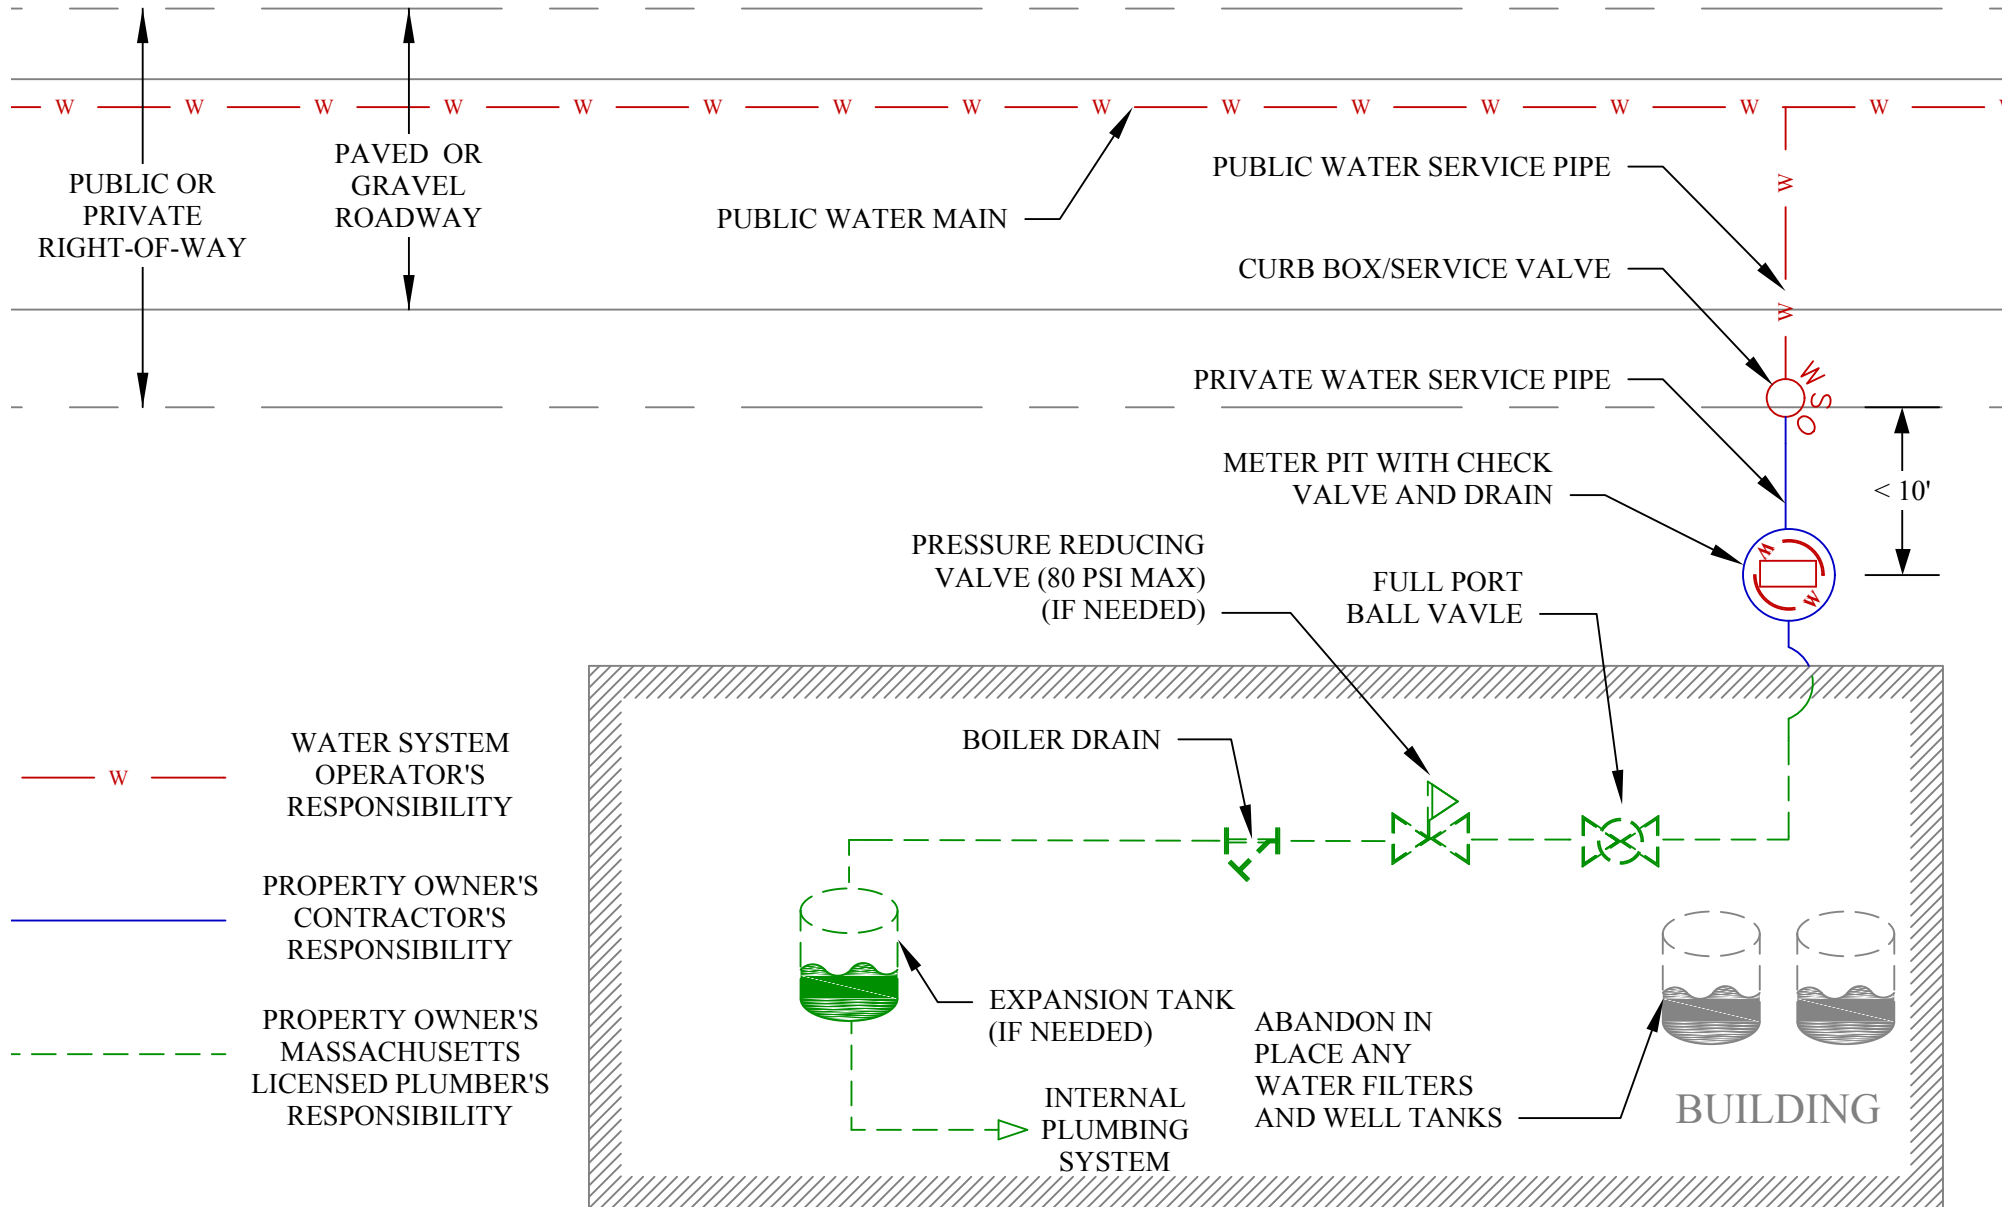 W W W W W W W W W W W W W W W
PUBLIC OR
PRIVATE
RIGHT-OF-WAY
PAVED OR
GRAVEL
ROADWAY
PUBLIC WATER MAIN
PUBLIC WATER SERVICE PIPE
W
W
CURB BOX/SERVICE VALVE
PRIVATE WATER SERVICE PIPE
WSO
METER PIT WITH CHECK
VALVE AND DRAIN
< 10'
W
W
PRESSURE REDUCING
VALVE (80 PSI MAX)
(IF NEEDED)
FULL PORT
BALL VAVLE
BOILER DRAIN
W
WATER SYSTEM
OPERATOR'S
RESPONSIBILITY
PROPERTY OWNER'S
CONTRACTOR'S
RESPONSIBILITY
PROPERTY OWNER'S
MASSACHUSETTS
LICENSED PLUMBER'S
RESPONSIBILITY
EXPANSION TANK
(IF NEEDED)
ABANDON IN
PLACE ANY
WATER FILTERS
AND WELL TANKS
BUILDING
INTERNAL
PLUMBING
SYSTEM